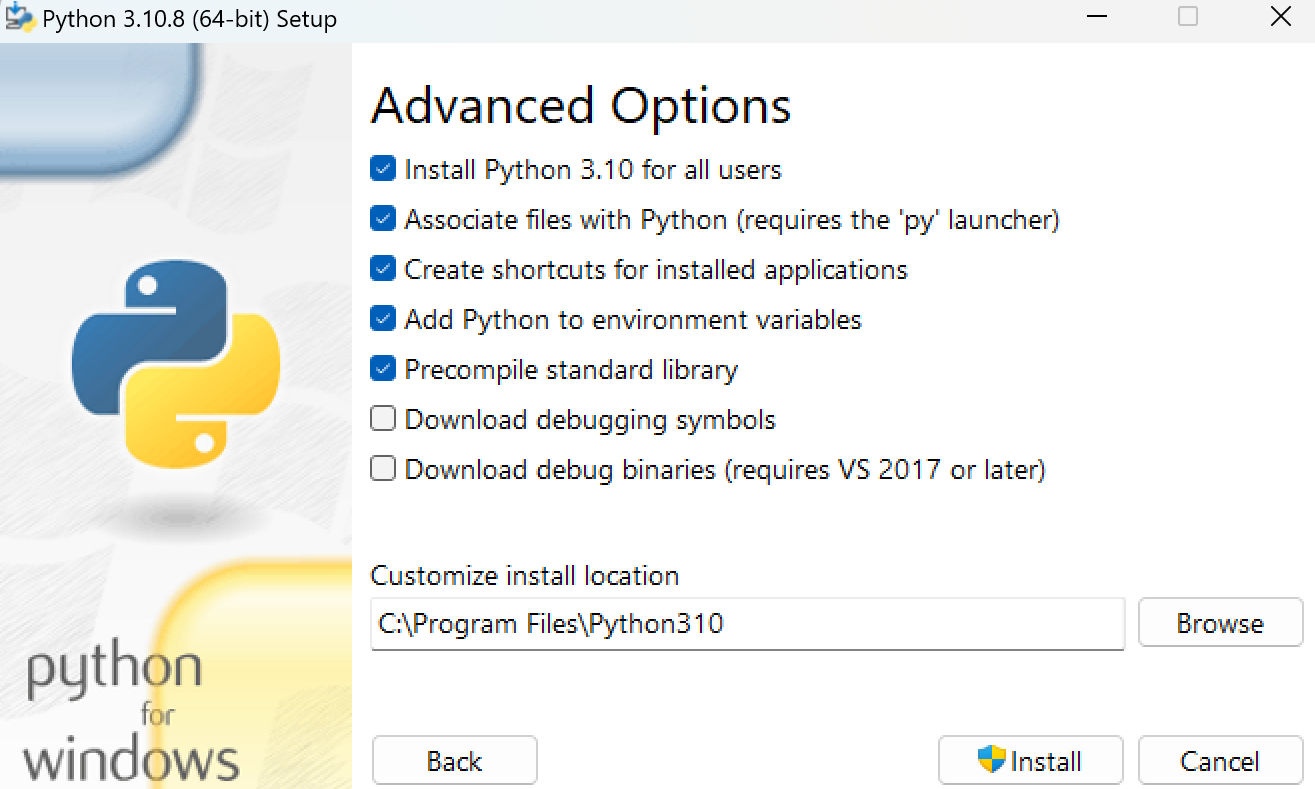 Python 3.10.8 (64-bit) Setup
Advanced Options
Install Python 3.10 for all users
Associate files with Python (requires the 'py' launcher)
Create shortcuts for installed applications
Add Python to environment variables
Precompile standard library
Download debugging symbols
Download debug binaries (requires VS 2017 or later)
Customize install location
C:\Program Files\Python310
Browse
python
for
windows
Back
Install
Cancel